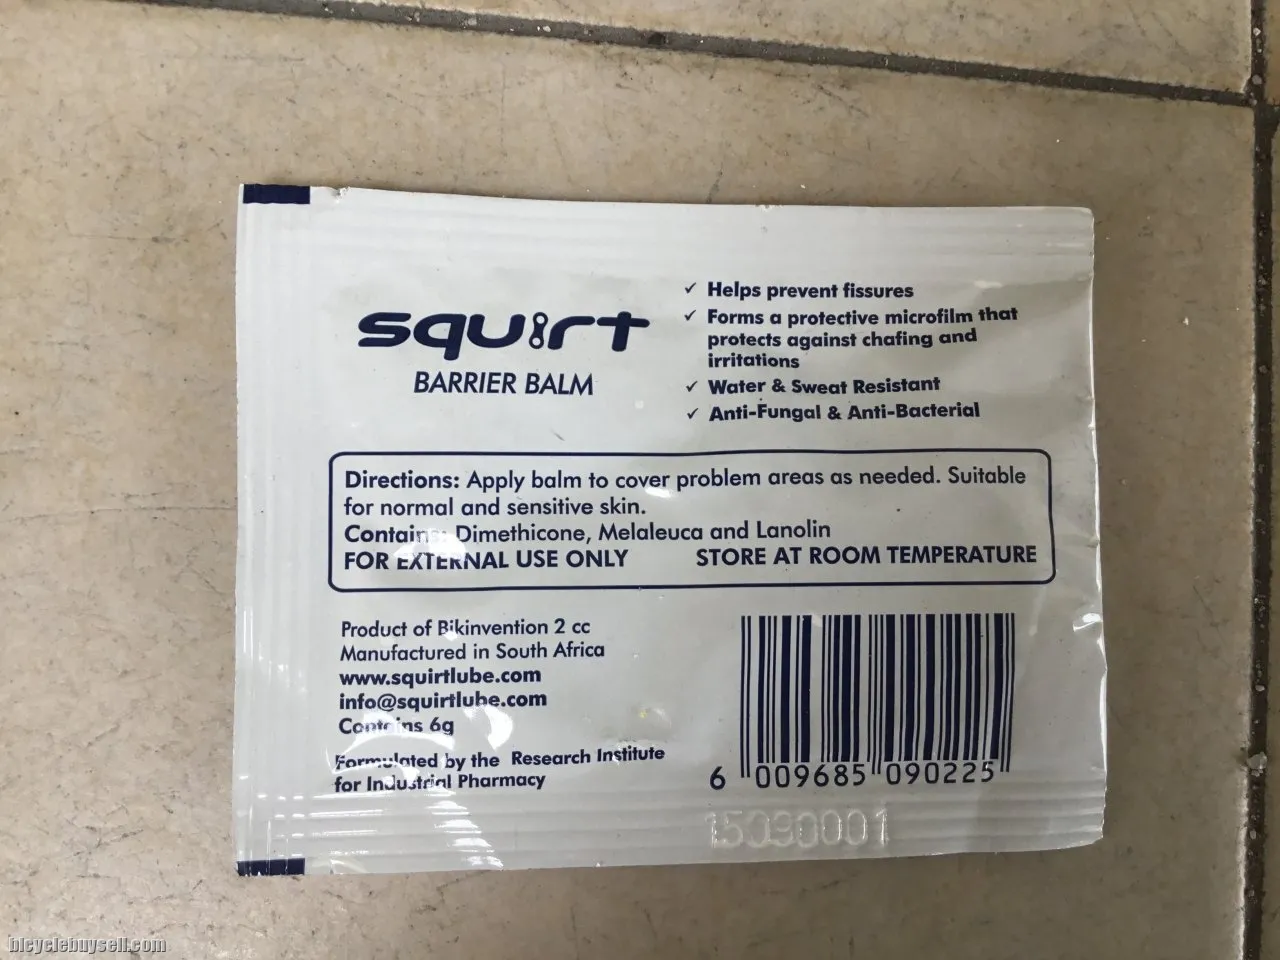 squirt
BARRIER BALM
✓ Helps prevent fissures
✓ Forms a protective microfilm that
protects against chafing and
irritations
✓ Water & Sweat Resistant
✓ Anti-Fungal & Anti-Bacterial
Directions: Apply balm to cover problem areas as needed. Suitable
for normal and sensitive skin.
Contains: Dimethicone, Melaleuca and Lanolin
FOR EXTERNAL USE ONLY STORE AT ROOM TEMPERATURE
Product of Bikinvention 2 cc
Manufactured in South Africa
www.squirtlube.com
info@squirtlube.com
Contains 6g
Formulated by the Research Institute
for Industrial Pharmacy
6 009685 090225
15090001
bicyclebuysell.com